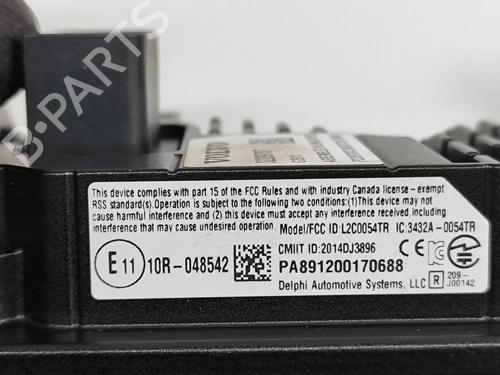 VOLVO
This device complies with part 15 of the FCC Rules and with industry Canada license - exempt
RSS standard(s). Operation is subject to the following two conditions:(1)This device may not
cause harmful interference and (2) this device must accept any interference received, including interference
that may cause undesired operation. Model/FCC ID:L2C0054TR IC:3432A-0054TR
CMIIT ID:2014DJ3896
E11 10R-048542 PA891200170688
Delphi Automotive Systems, LLC R 209-J00142
B-PARTS